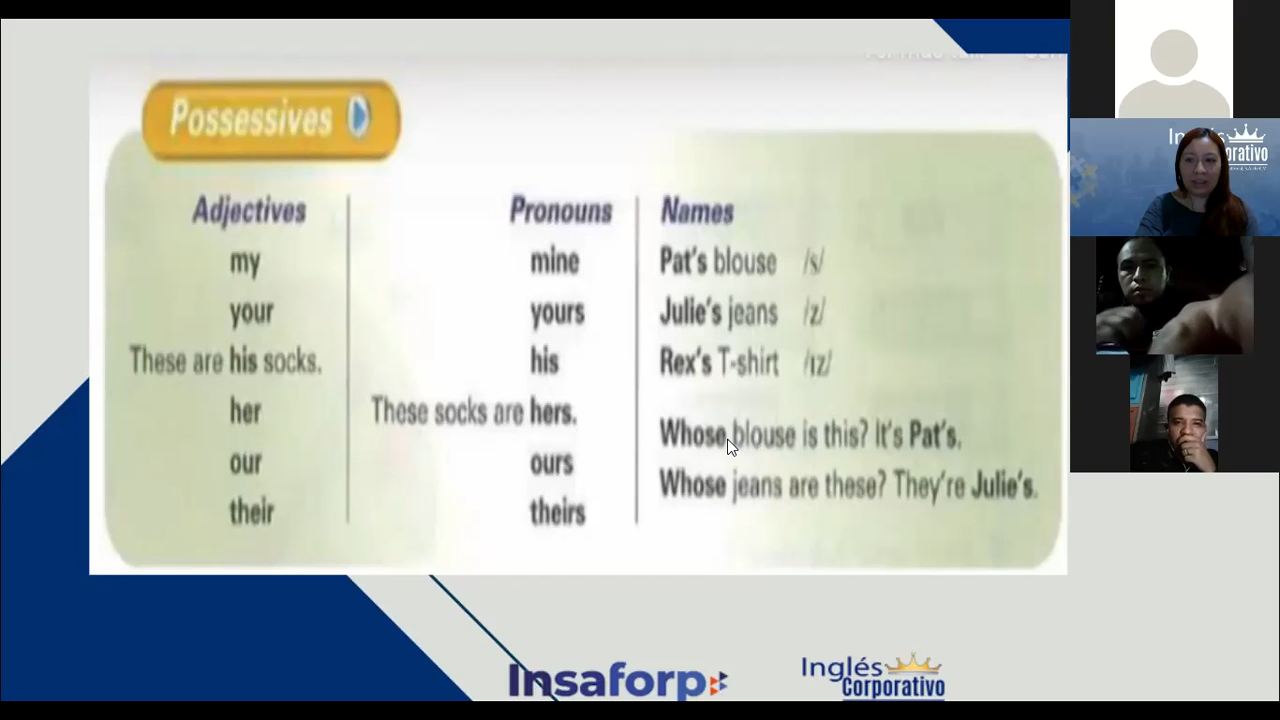 Possessives
Adjectives
my
your
These are his socks.
her
our
their
Pronouns
mine
yours
his
These socks are hers.
ours
theirs
Names
Pat's blouse /s/
Julie's jeans /z/
Rex's T-shirt /ɪz/
Whose blouse is this? It's Pat's.
Whose jeans are these? They're Julie's.
Insaforp
Inglés
Corporativo